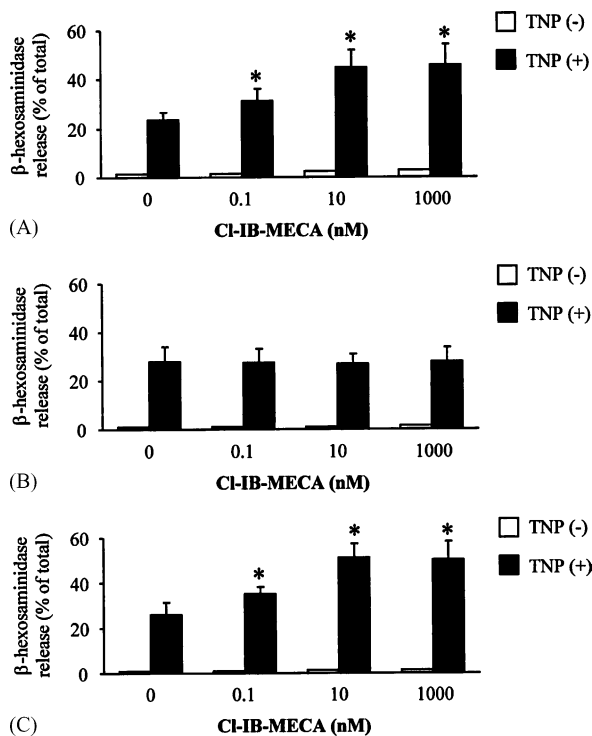 β-hexosaminidase
release (% of total)
60
40
20
0
*
*
*
TNP (-)
TNP (+)
0
0.1
10
1000
Cl-IB-MECA (nM)
(A)
β-hexosaminidase
release (% of total)
60
40
20
0
TNP (-)
TNP (+)
0
0.1
10
1000
Cl-IB-MECA (nM)
(B)
β-hexosaminidase
release (% of total)
60
40
20
0
*
*
*
TNP (-)
TNP (+)
0
0.1
10
1000
Cl-IB-MECA (nM)
(C)